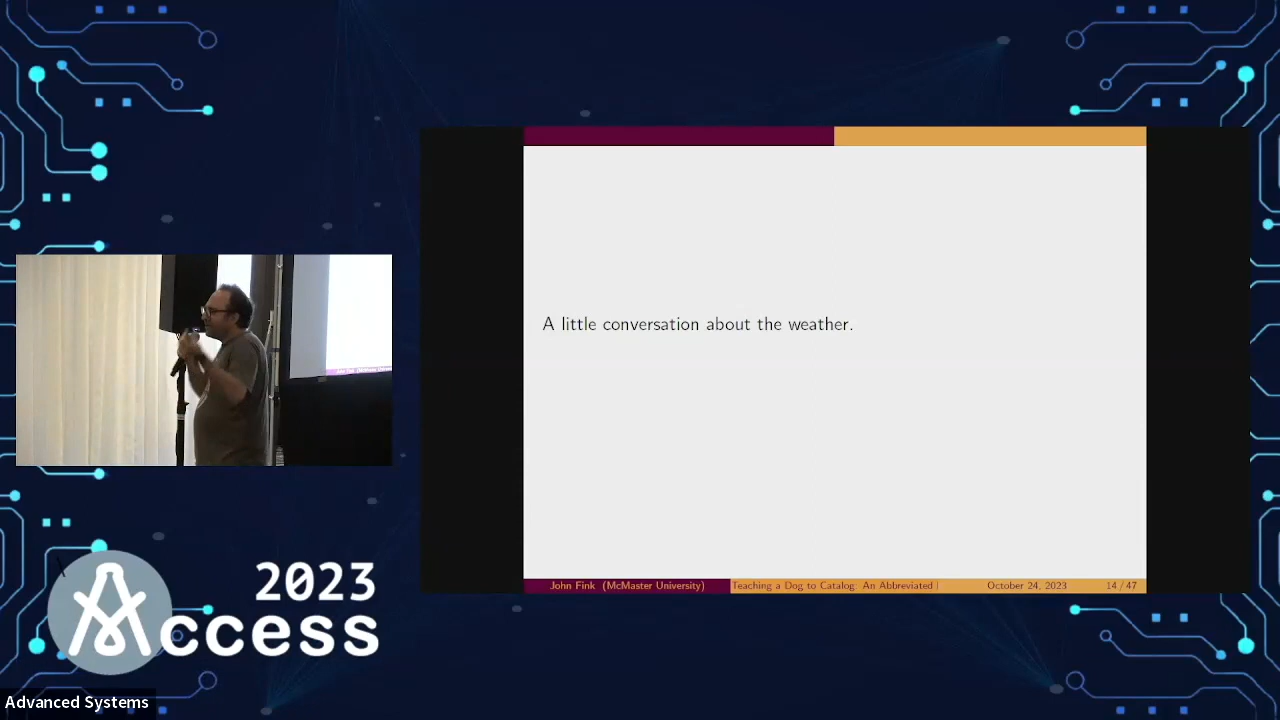 A little conversation about the weather.
John Fink (McMaster University)
Teaching a Dog to Catalog: An Abbreviated
October 24, 2023
14 / 47
2023
Access
Advanced Systems